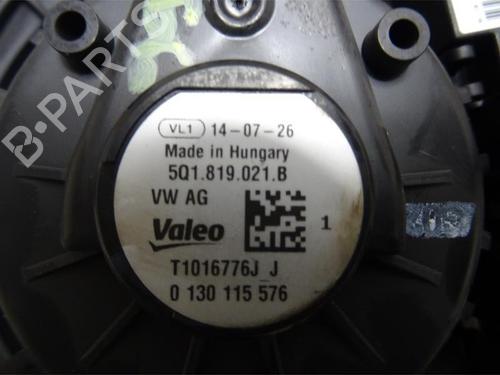 VL1 14-07-26
Made in Hungary
5Q1.819.021.B
VW AG
1
Valeo
T1016776J J
0 130 115 576